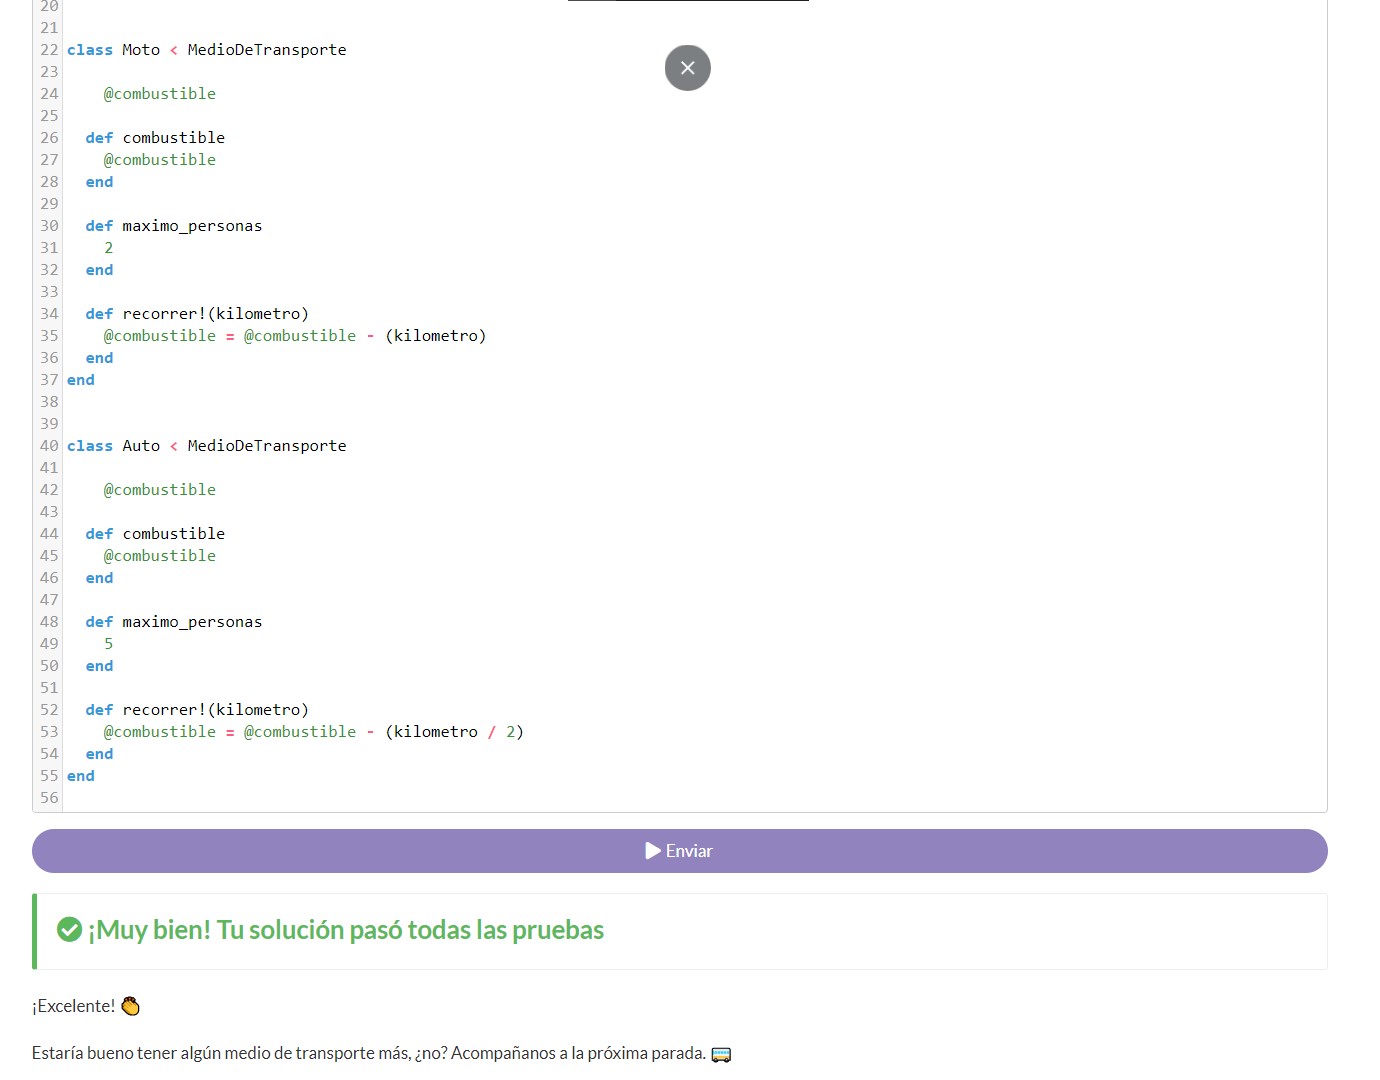 20
21
22 class Moto < MedioDeTransporte
23
24     @combustible
25
26   def combustible
27     @combustible
28   end
29
30   def maximo_personas
31     2
32   end
33
34   def recorrer!(kilometro)
35     @combustible = @combustible - (kilometro)
36   end
37 end
38
39
40 class Auto < MedioDeTransporte
41
42     @combustible
43
44   def combustible
45     @combustible
46   end
47
48   def maximo_personas
49     5
50   end
51
52   def recorrer!(kilometro)
53     @combustible = @combustible - (kilometro / 2)
54   end
55 end
56
Enviar
¡Muy bien! Tu solución pasó todas las pruebas
¡Excelente! 👏
Estaría bueno tener algún medio de transporte más, ¿no? Acompañanos a la próxima parada. 🚌